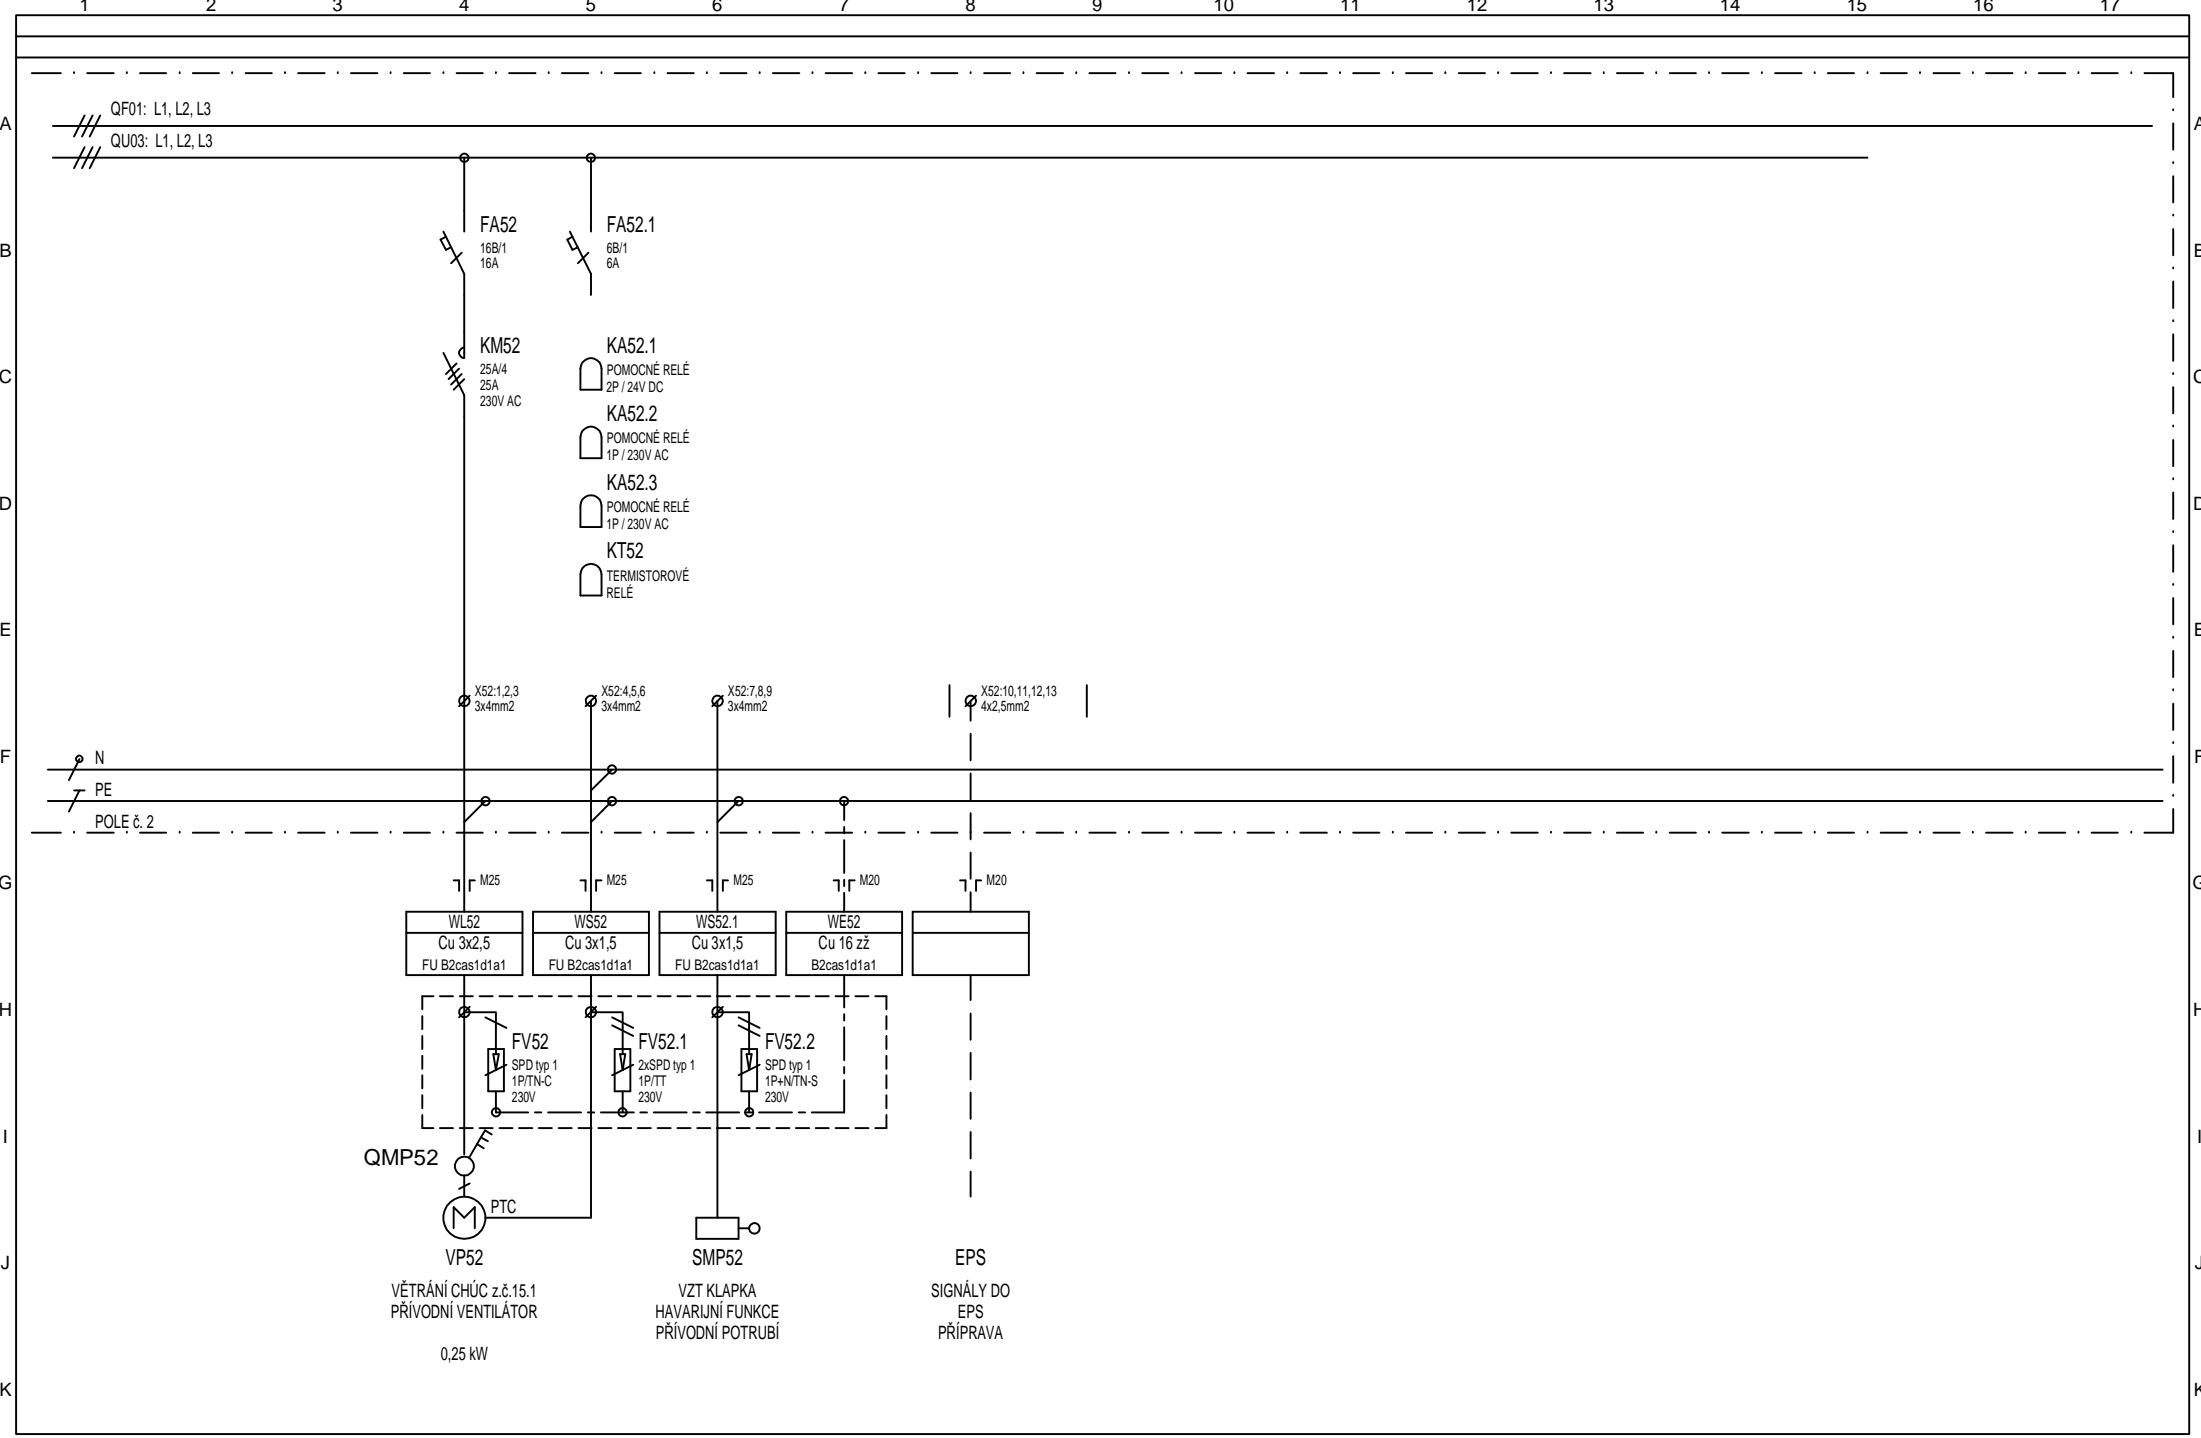 1 2 3 4 5 6 7 8 9 10 11 12 13 14 15 16 17
A
QF01: L1, L2, L3
A
QU03: L1, L2, L3
B
FA52
16B/1
16A
FA52.1
6B/1
6A
B
C
KM52
25A/4
25A
230V AC
KA52.1
POMOCNÉ RELÉ
2P / 24V DC
C
KA52.2
POMOCNÉ RELÉ
1P / 230V AC
D
KA52.3
POMOCNÉ RELÉ
1P / 230V AC
D
KT52
TERMISTOROVÉ
RELÉ
E
E
X52:1,2,3
3x4mm2
X52:4,5,6
3x4mm2
X52:7,8,9
3x4mm2
X52:10,11,12,13
4x2,5mm2
F
N
F
PE
POLE č. 2
G
M25
M25
M25
M20
M20
G
WL52
Cu 3x2,5
FU B2cas1d1a1
WS52
Cu 3x1,5
FU B2cas1d1a1
WS52.1
Cu 3x1,5
FU B2cas1d1a1
WE52
Cu 16 zž
B2cas1d1a1
H
H
FV52
SPD typ 1
1P/TN-C
230V
FV52.1
2xSPD typ 1
1P/TT
230V
FV52.2
SPD typ 1
1P+N/TN-S
230V
I
I
QMP52
M
PTC
J
VP52
SMP52
EPS
J
VĚTRÁNÍ CHÚC z.č.15.1
PŘÍVODNÍ VENTILÁTOR
0,25 kW
VZT KLAPKA
HAVARIJNÍ FUNKCE
PŘÍVODNÍ POTRUBÍ
SIGNÁLY DO
EPS
PŘÍPRAVA
K
K